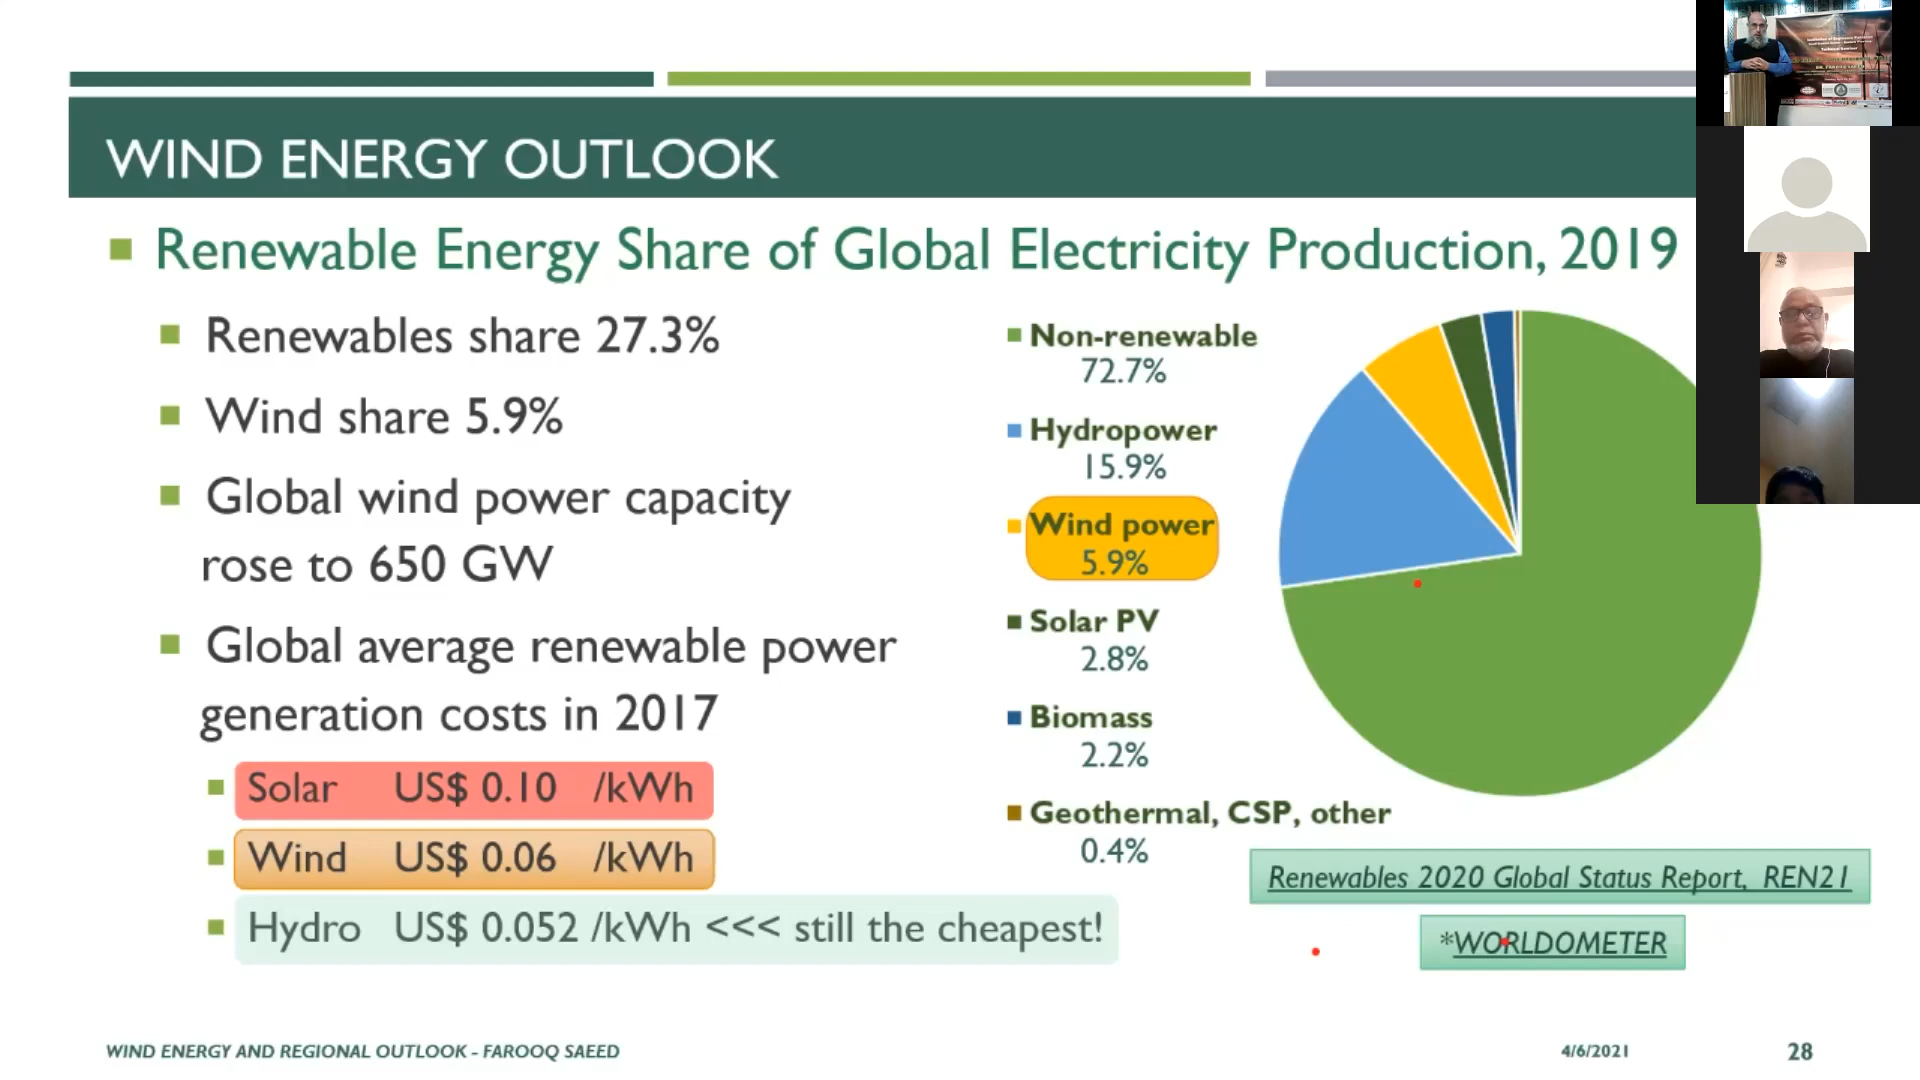 WIND ENERGY OUTLOOK
Renewable Energy Share of Global Electricity Production, 2019
Renewables share 27.3%
Wind share 5.9%
Global wind power capacity
rose to 650 GW
Global average renewable power
generation costs in 2017
Solar US$ 0.10 /kWh
Wind US$ 0.06 /kWh
Hydro US$ 0.052 /kWh <<< still the cheapest!
Non-renewable
72.7%
Hydropower
15.9%
Wind power
5.9%
Solar PV
2.8%
Biomass
2.2%
Geothermal, CSP, other
0.4%
Renewables 2020 Global Status Report, REN21
*WORLDOMETER
WIND ENERGY AND REGIONAL OUTLOOK - FAROOQ SAEED
4/6/2021
28